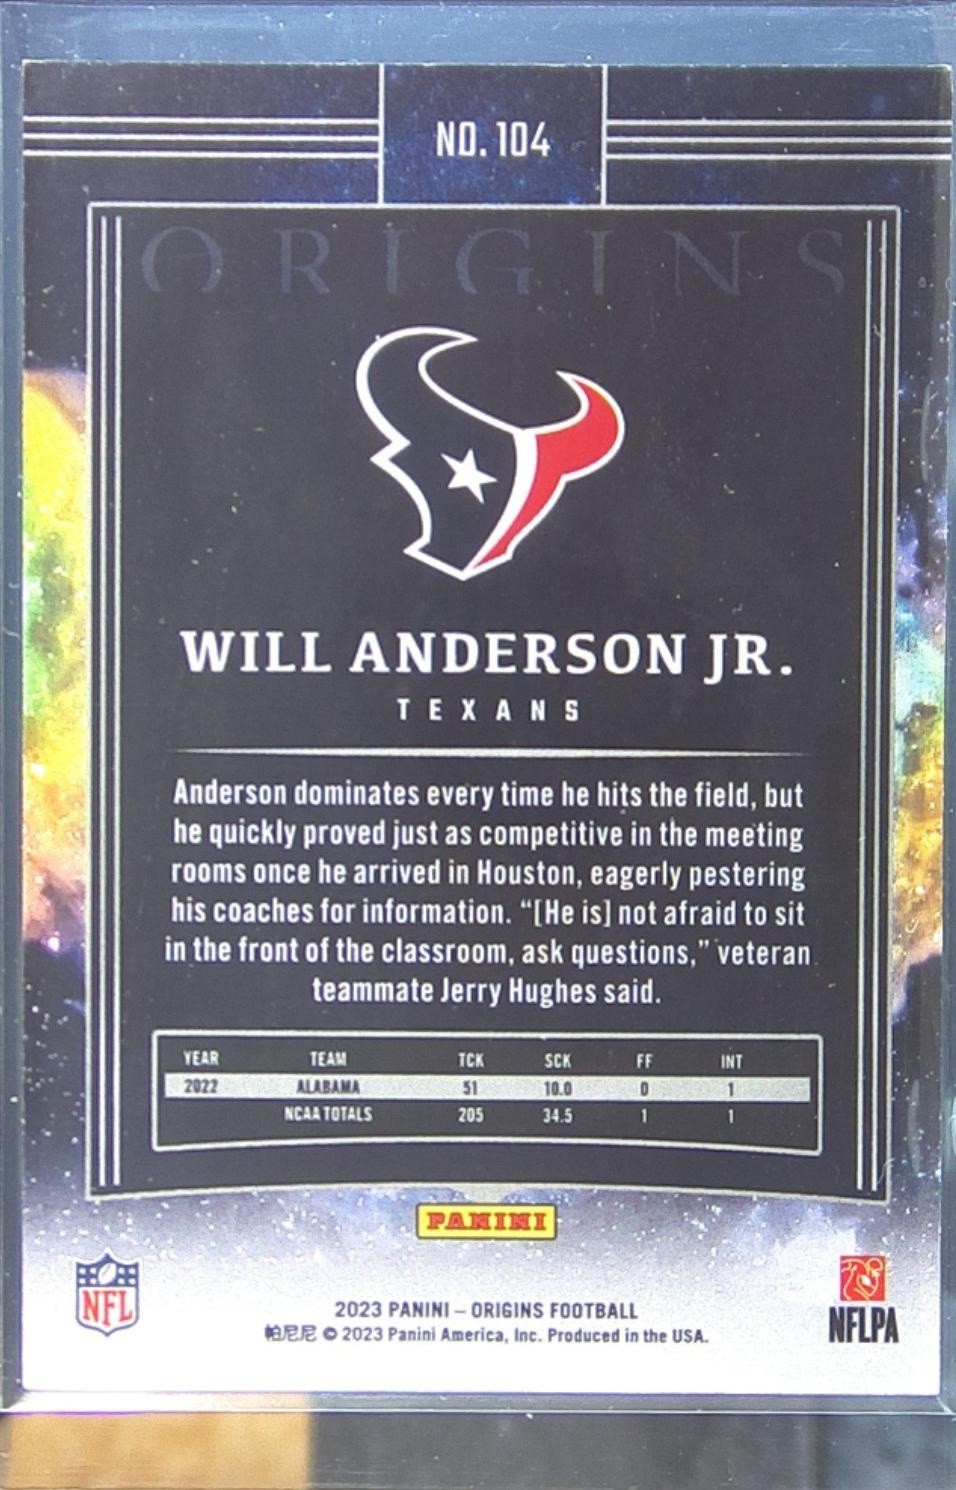 NO. 104
ORIGINS
WILL ANDERSON JR.
TEXANS
Anderson dominates every time he hits the field, but
he quickly proved just as competitive in the meeting
rooms once he arrived in Houston, eagerly pestering
his coaches for information. “[He is] not afraid to sit
in the front of the classroom, ask questions,” veteran
teammate Jerry Hughes said.
YEAR TEAM TCK SCK FF INT
2022 ALABAMA 51 10.0 0 1
NCAA TOTALS 205 34.5 1 1
PANINI
NFL
NFLPA
2023 PANINI – ORIGINS FOOTBALL
帕尼尼 © 2023 Panini America, Inc. Produced in the USA.